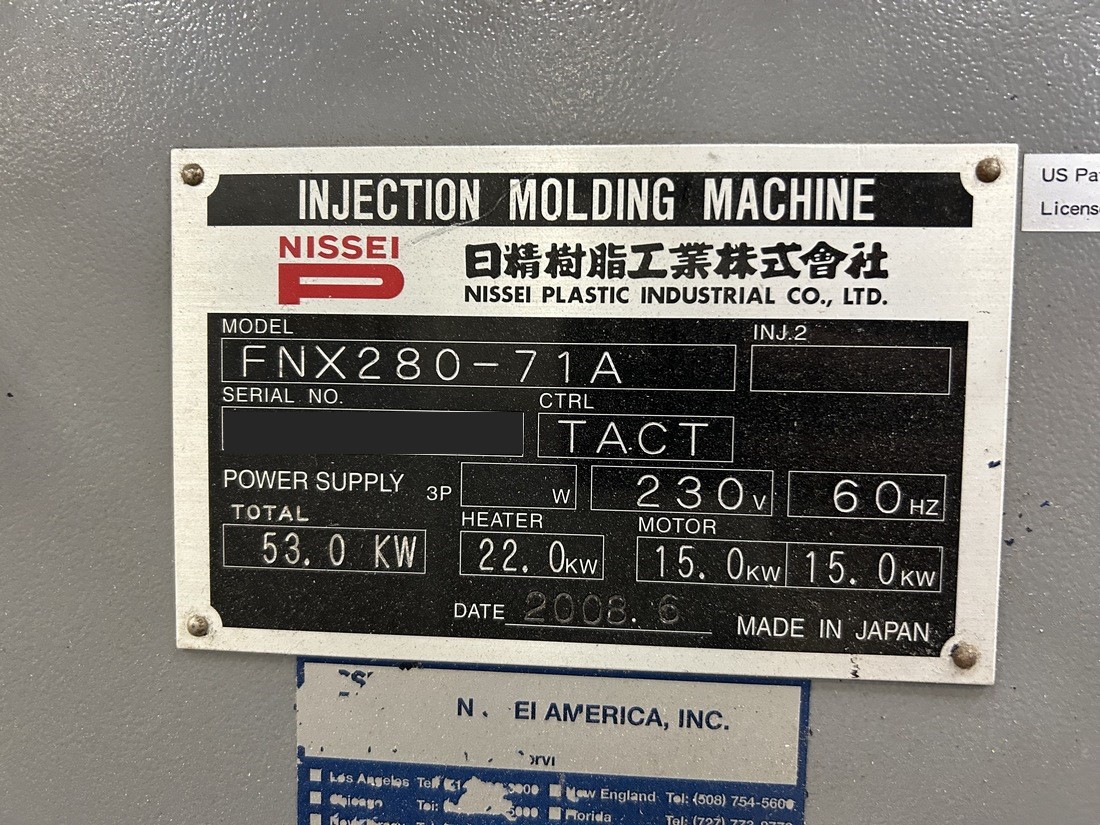 INJECTION MOLDING MACHINE
NISSEI
日精樹脂工業株式會社
NISSEI PLASTIC INDUSTRIAL CO., LTD.
MODEL
FNX280-71A
INJ.2
SERIAL NO.
CTRL
TACT
POWER SUPPLY 3P W 230V 60HZ
TOTAL
53.0 KW
HEATER
22.0KW
MOTOR
15.0KW 15.0KW
DATE 2008.6
MADE IN JAPAN
US
EI AMERICA, INC.
Los Angeles
New England Tel: (508) 754-5600
Chicago
Florida